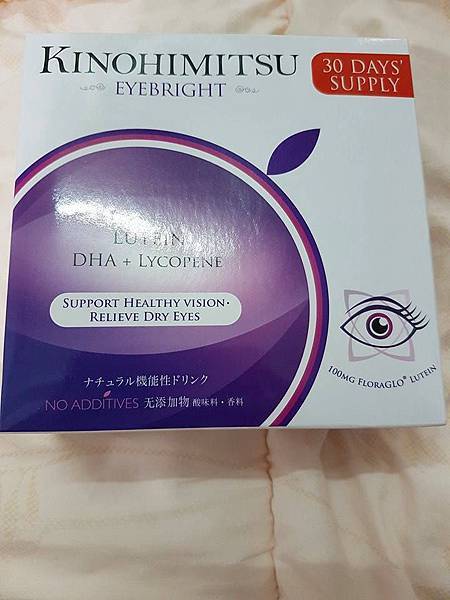 KINOHIMITSU
EYEBRIGHT
30 DAYS'
SUPPLY
LUTEIN
DHA + LYCOPENE
SUPPORT HEALTHY VISION•
RELIEVE DRY EYES
100MG FLORAGLO® LUTEIN
ナチュラル機能性ドリンク
NO ADDITIVES 无添加物 酸味料・香料